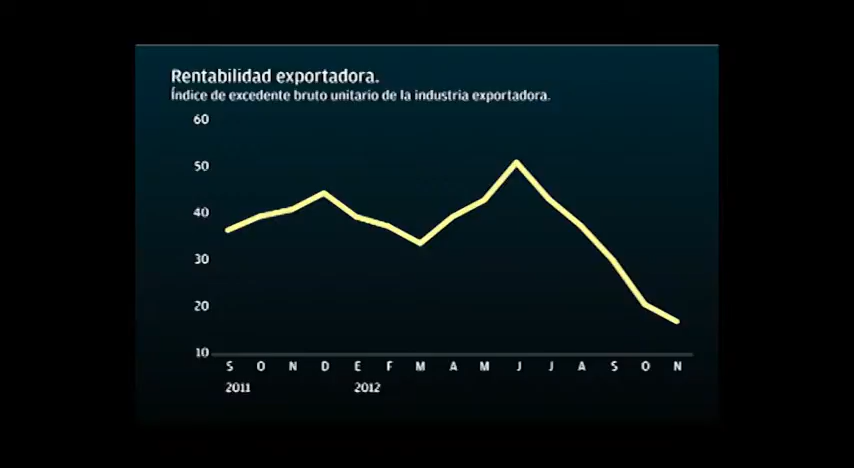 Rentabilidad exportadora.
Índice de excedente bruto unitario de la industria exportadora.
60
50
40
30
20
10
S O N D E F M A M J J A S O N
2011 2012